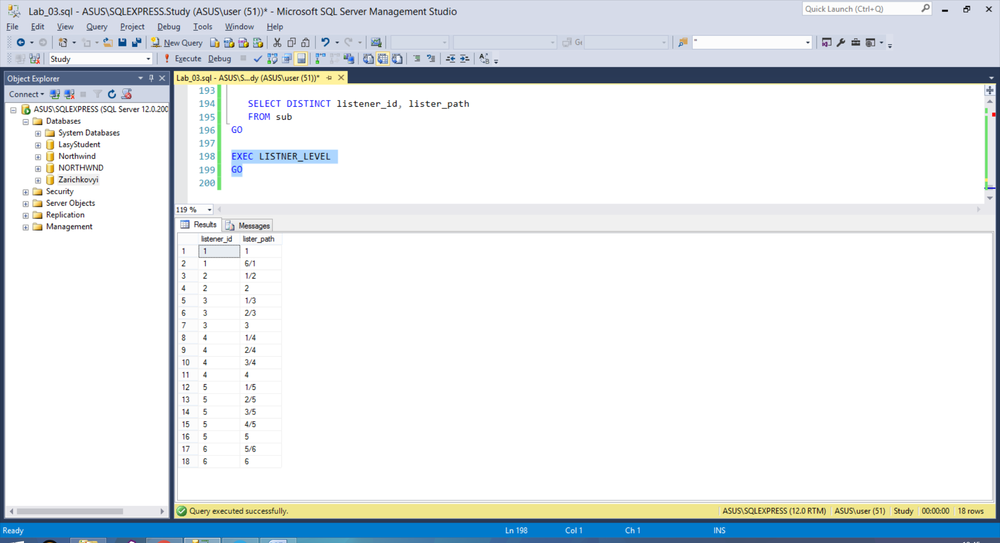 Lab_03.sql - ASUS\SQLEXPRESS.Study (ASUS\user (51))* - Microsoft SQL Server Management Studio
Quick Launch (Ctrl+Q)
File Edit View Query Project Debug Tools Window Help
New Query
"
Study
Execute Debug
Object Explorer
Connect
ASUS\SQLEXPRESS (SQL Server 12.0.200
Databases
System Databases
LasyStudent
Northwind
NORTHWND
Zarichkovyi
Security
Server Objects
Replication
Management
Lab_03.sql - ASUS\S...dy (ASUS\user (51))*
193
194 SELECT DISTINCT listener_id, lister_path
195 FROM sub
196 GO
197
198 EXEC LISTNER_LEVEL
199 GO
200
119 %
Results Messages
listener_id lister_path
1 1 1
2 1 6/1
3 2 1/2
4 2 2
5 3 1/3
6 3 2/3
7 3 3
8 4 1/4
9 4 2/4
10 4 3/4
11 4 4
12 5 1/5
13 5 2/5
14 5 3/5
15 5 4/5
16 5 5
17 6 5/6
18 6 6
Query executed successfully.
ASUS\SQLEXPRESS (12.0 RTM) ASUS\user (51) Study 00:00:00 18 rows
Ready Ln 198 Col 1 Ch 1 INS